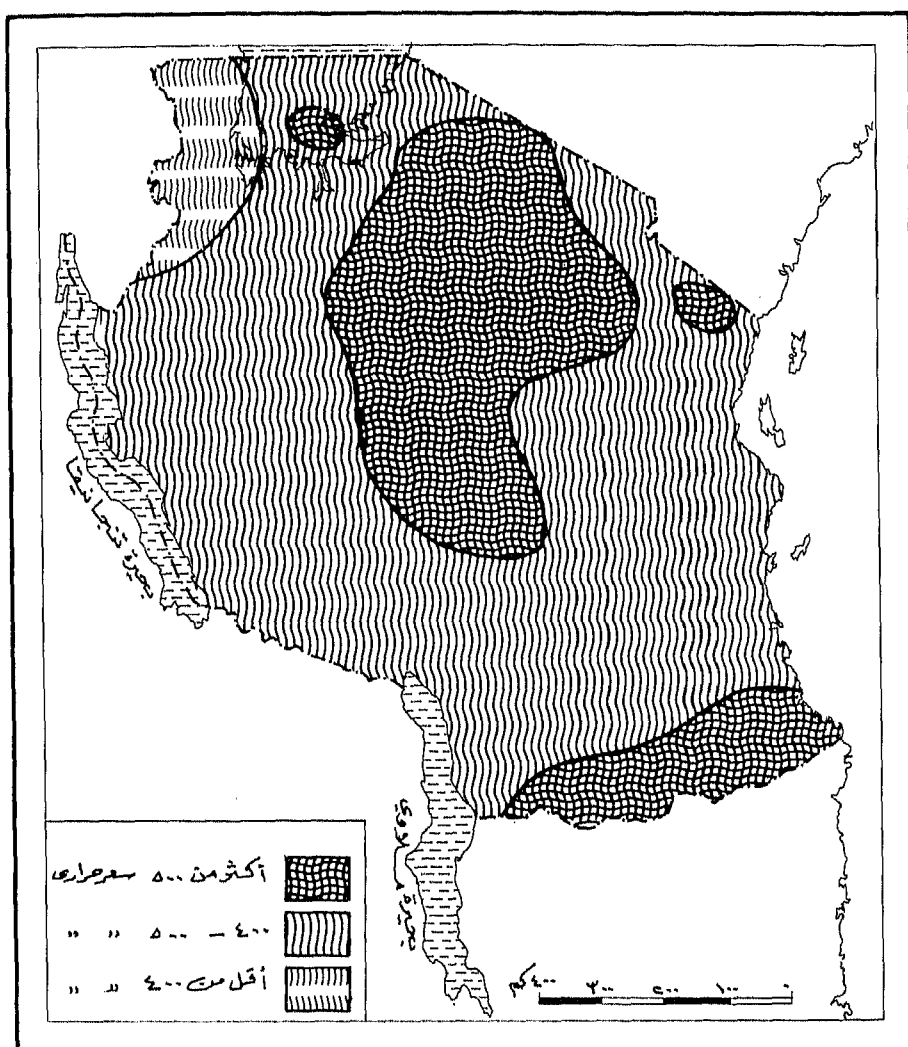 بحيرة تنجانيقا
بحيرة ملاوي
أكثر من ٥٠٠ سعر حرارى
٤٠٠ – ٥٠٠ „ „
أقل من ٤٠٠ „ „
٠ ١٠٠ ٢٠٠ ٣٠٠ ٤٠٠ كم